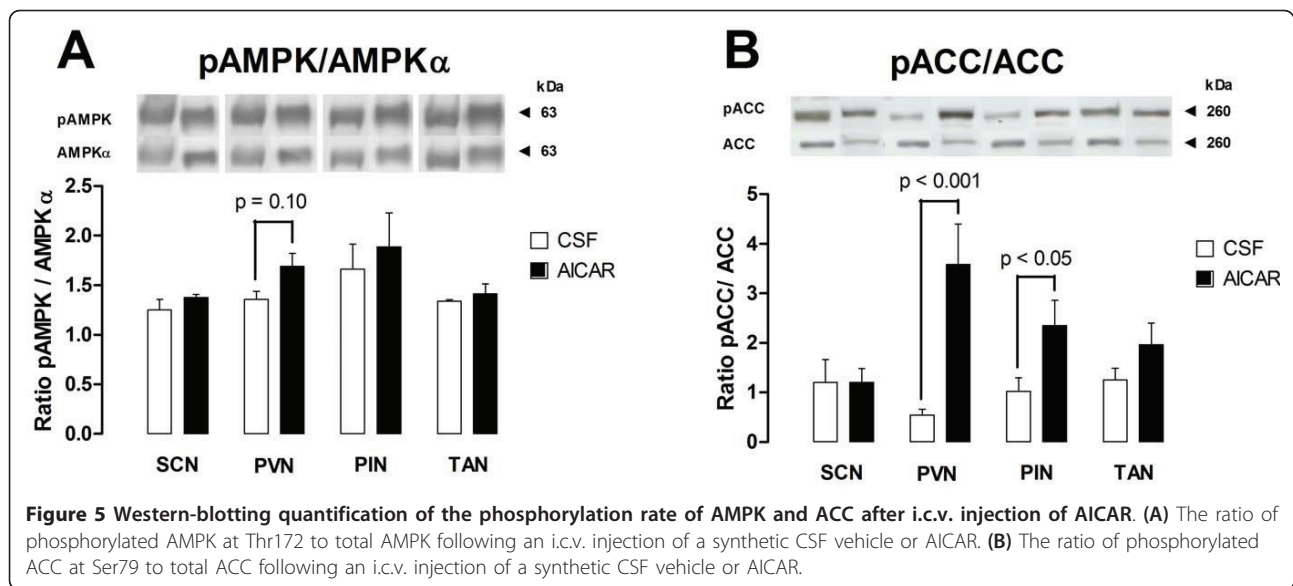 A
pAMPK/AMPKα
kDa
pAMPK
◄ 63
AMPKα
◄ 63
Ratio pAMPK / AMPKα
2.5
2.0
1.5
1.0
0.5
0.0
p = 0.10
CSF
AICAR
SCN PVN PIN TAN
B
pACC/ACC
kDa
pACC
◄ 260
ACC
◄ 260
Ratio pACC/ ACC
5
4
3
2
1
0
p < 0.001
p < 0.05
CSF
AICAR
SCN PVN PIN TAN
Figure 5 Western-blotting quantification of the phosphorylation rate of AMPK and ACC after i.c.v. injection of AICAR. (A) The ratio of
phosphorylated AMPK at Thr172 to total AMPK following an i.c.v. injection of a synthetic CSF vehicle or AICAR. (B) The ratio of phosphorylated
ACC at Ser79 to total ACC following an i.c.v. injection of a synthetic CSF vehicle or AICAR.